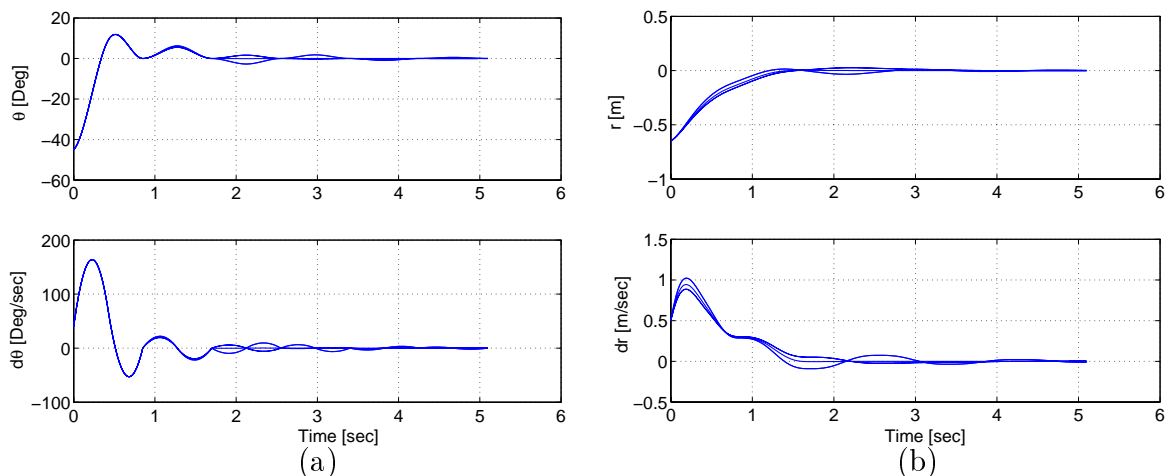 20
0
−20
−40
−60
θ [Deg]
0 1 2 3 4 5 6
200
100
0
−100
dθ [Deg/sec]
0 1 2 3 4 5 6
Time [sec]
(a)
0.5
0
−0.5
−1
r [m]
0 1 2 3 4 5 6
1.5
1
0.5
0
−0.5
dr [m/sec]
0 1 2 3 4 5 6
Time [sec]
(b)